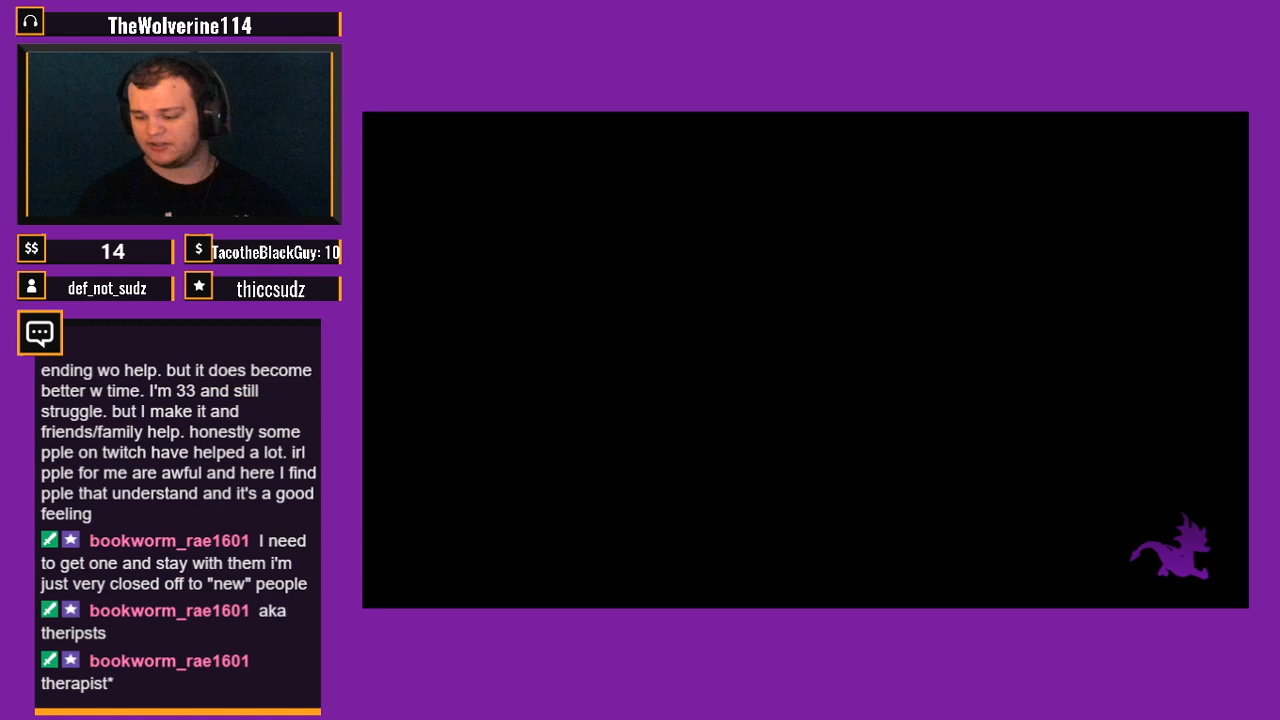 TheWolverine114
$$ 14
$ TacotheBlackGuy: 10
def_not_sudz
thiccsudz
ending wo help. but it does become
better w time. I'm 33 and still
struggle. but I make it and
friends/family help. honestly some
pple on twitch have helped a lot. irl
pple for me are awful and here I find
pple that understand and it's a good
feeling
bookworm_rae1601 I need
to get one and stay with them i'm
just very closed off to "new" people
bookworm_rae1601 aka
theripsts
bookworm_rae1601
therapist*